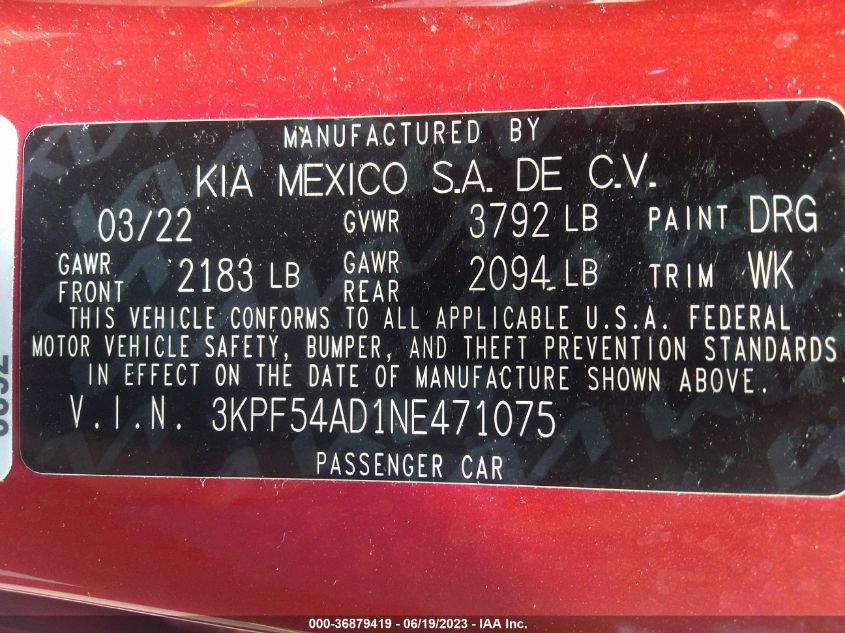 MANUFACTURED BY
KIA MEXICO S.A. DE C.V.
03/22 GVWR 3792 LB PAINT DRG
GAWR FRONT 2183 LB GAWR REAR 2094 LB TRIM WK
THIS VEHICLE CONFORMS TO ALL APPLICABLE U.S.A. FEDERAL
MOTOR VEHICLE SAFETY, BUMPER, AND THEFT PREVENTION STANDARDS
IN EFFECT ON THE DATE OF MANUFACTURE SHOWN ABOVE.
V.I.N. 3KPF54AD1NE471075
PASSENGER CAR
000-36879419 - 06/19/2023 - IAA Inc.